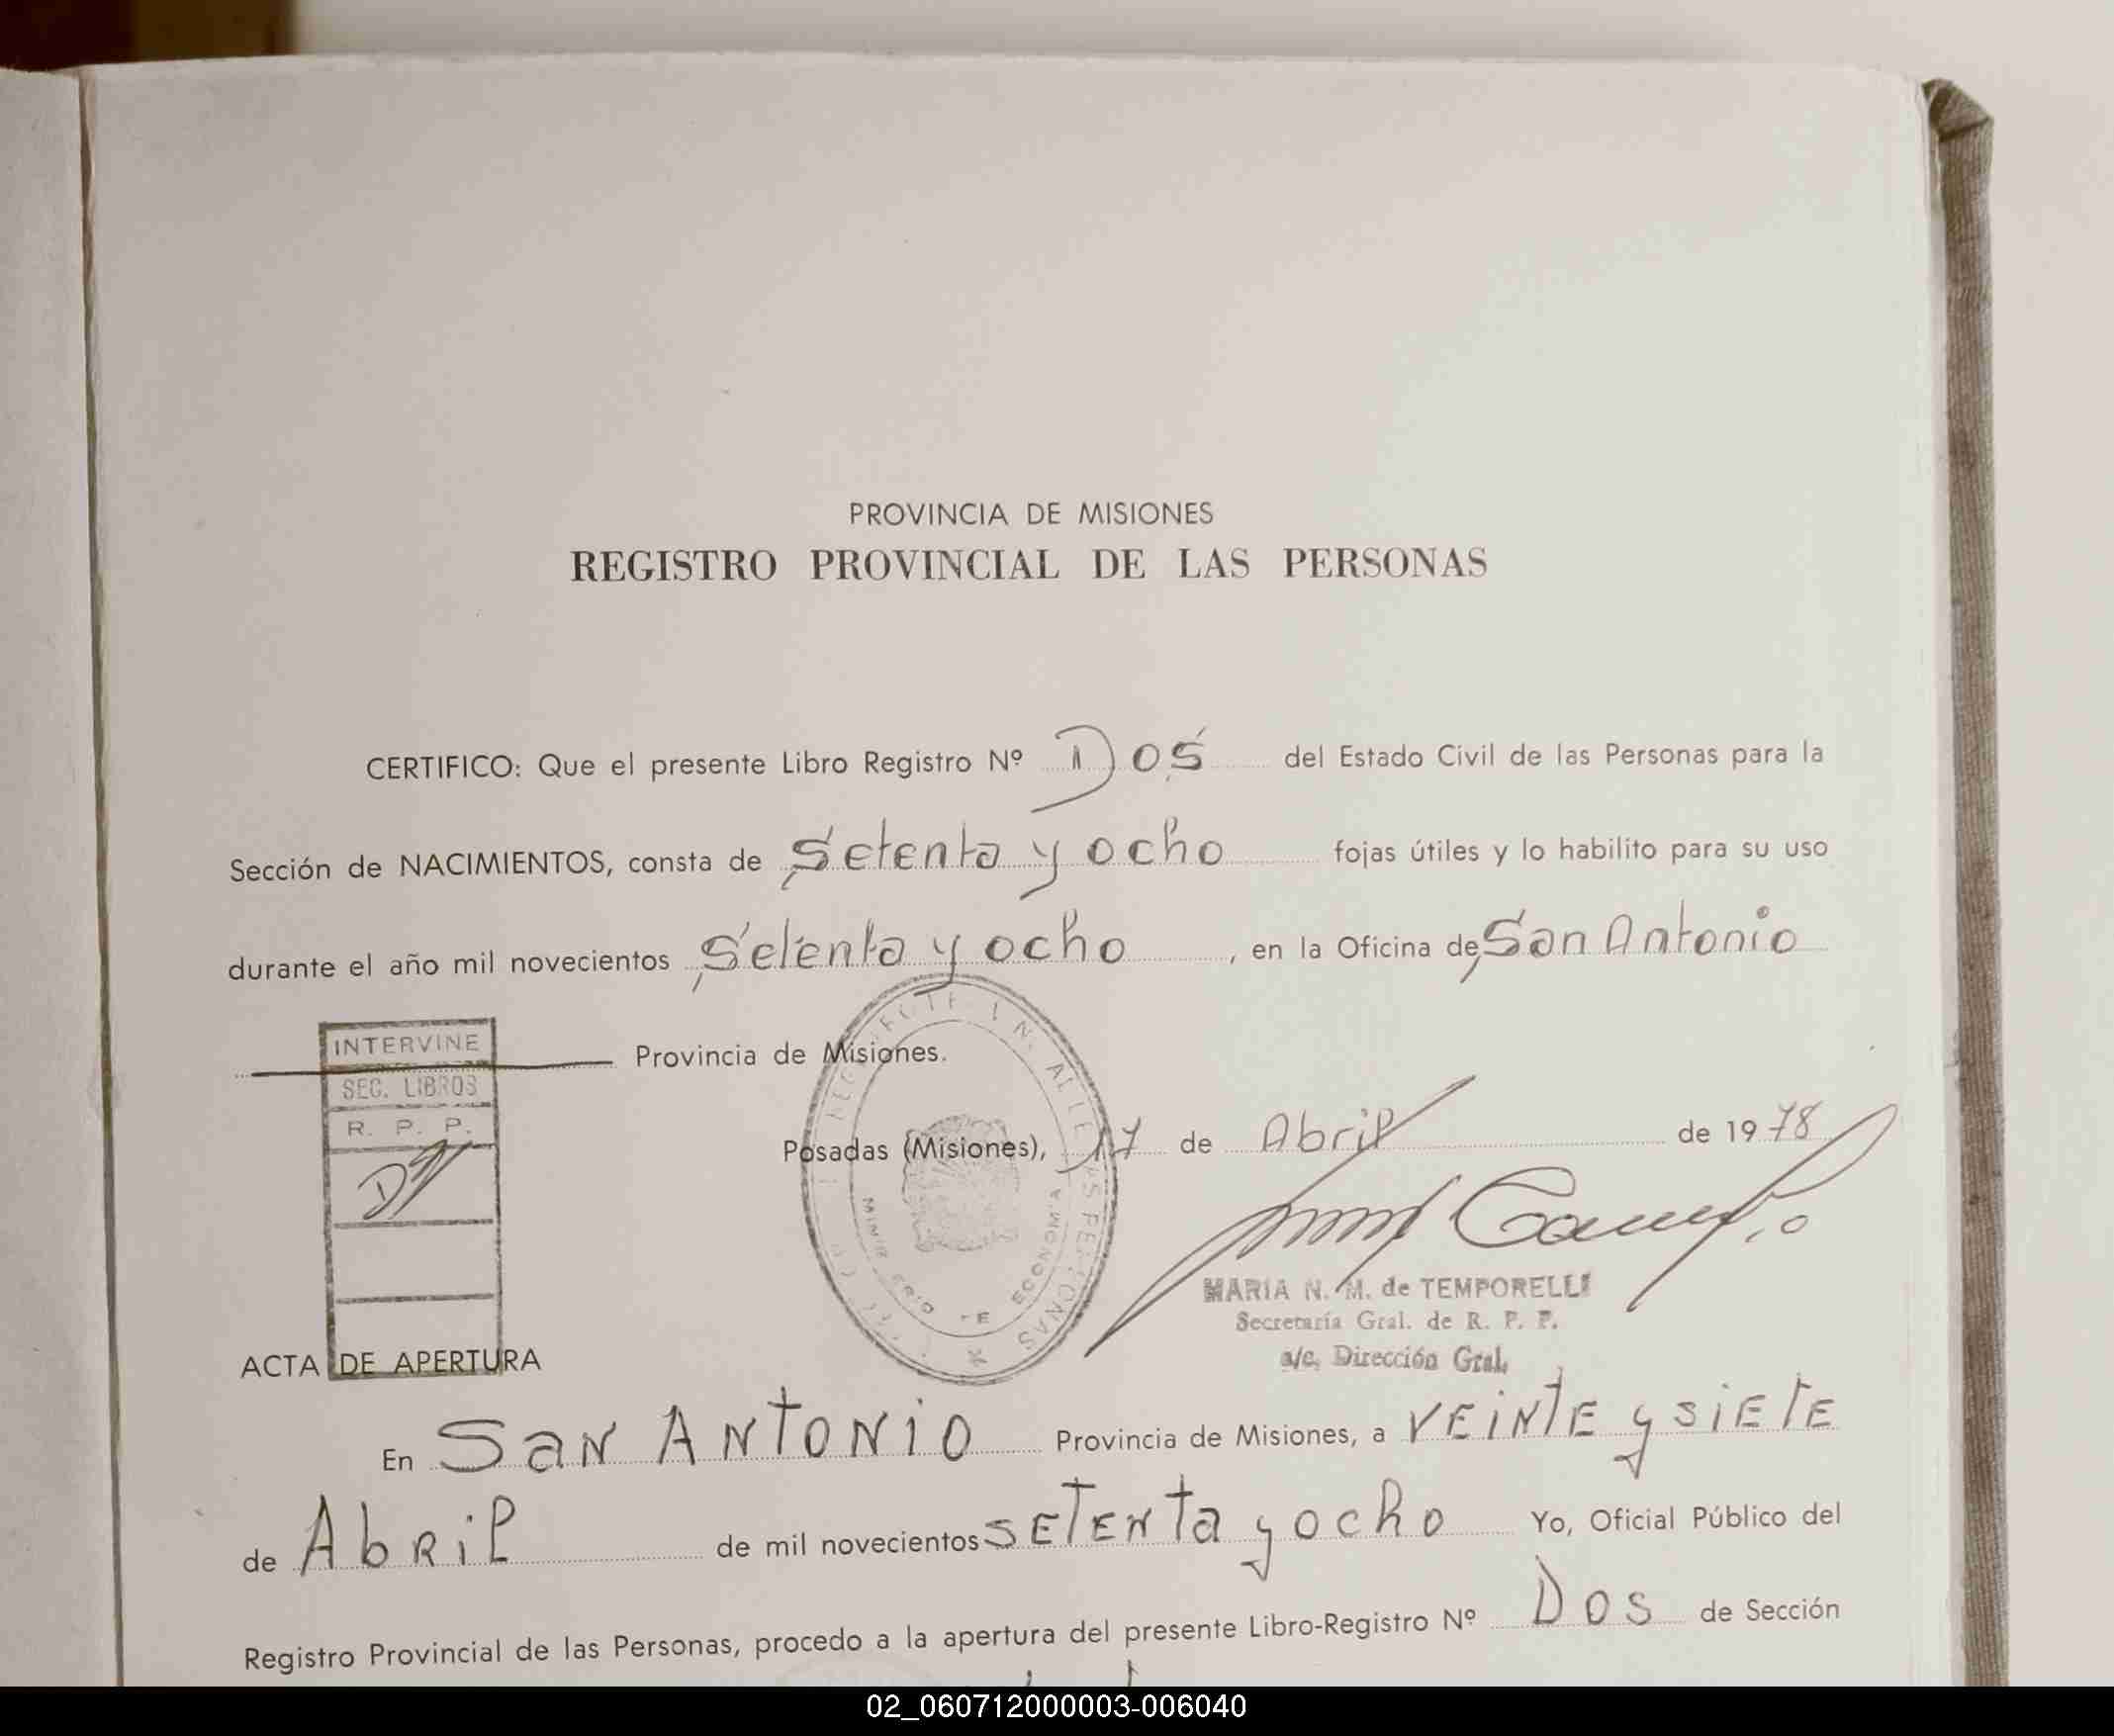 PROVINCIA DE MISIONES
REGISTRO PROVINCIAL DE LAS PERSONAS
CERTIFICO: Que el presente Libro Registro Nº Dos del Estado Civil de las Personas para la
Sección de NACIMIENTOS, consta de Setenta y ocho fojas útiles y lo habilito para su uso
durante el año mil novecientos Setenta y ocho, en la Oficina de San Antonio
Provincia de Misiones.
INTERVINE
SEC. LIBROS
R. P. P.
Posadas (Misiones), 17 de Abril de 1978
MARIA N. M. de TEMPORELLI
Secretaría Gral. de R. P. P.
a/c. Dirección Gral.
ACTA DE APERTURA
En San ANTONIO Provincia de Misiones, a VEINTE y SIETE
de Abril de mil novecientos SETENTa y ocho Yo, Oficial Público del
Registro Provincial de las Personas, procedo a la apertura del presente Libro-Registro Nº Dos de Sección
02_060712000003-006040